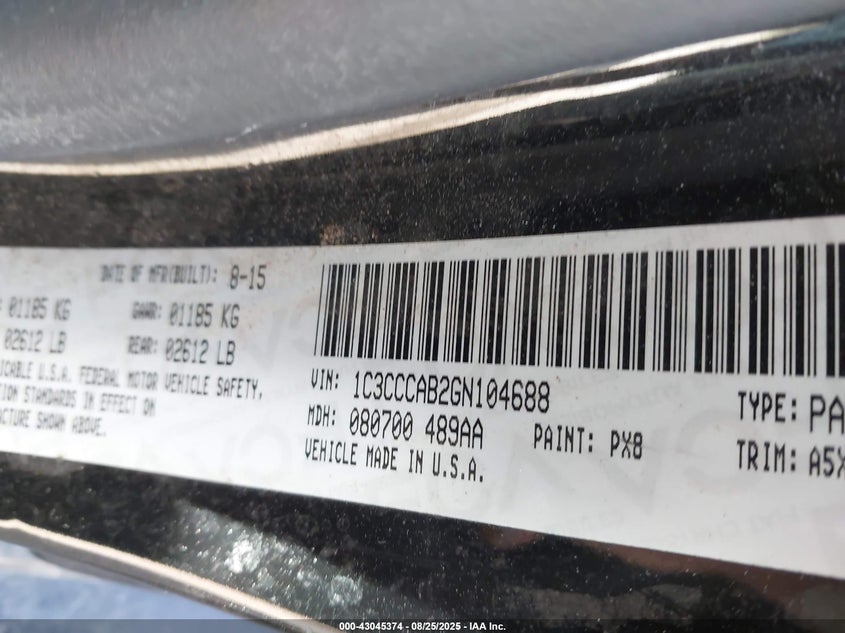 DATE OF MFR(BUILT): 8-15
01185 KG GAWR: 01185 KG
02612 LB REAR: 02612 LB
U.S.A. FEDERAL MOTOR VEHICLE SAFETY,
STANDARDS IN EFFECT ON
SHOWN ABOVE.
VIN: 1C3CCCAB2GN104688 TYPE: PA
MDH: 080700 489AA PAINT: PX8 TRIM: A5X
VEHICLE MADE IN U.S.A.
000-43045374 - 08/25/2025 - IAA Inc.